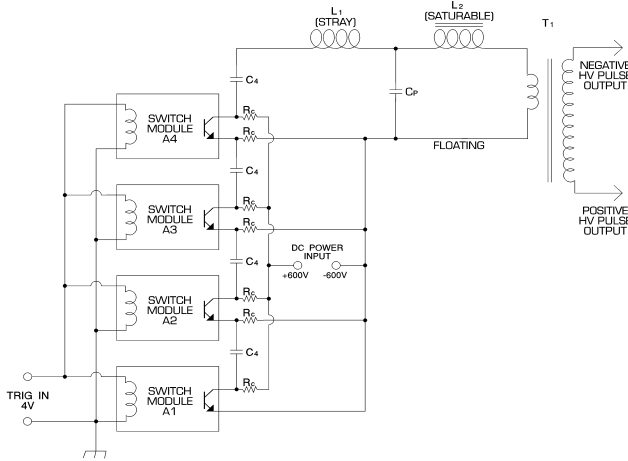 L1
(STRAY)
L2
(SATURABLE)
T1
NEGATIVE
HV PULSE
OUTPUT
C4
CP
SWITCH
MODULE
A4
Rc
Rc
FLOATING
C4
SWITCH
MODULE
A3
Rc
Rc
POSITIVE
HV PULSE
OUTPUT
DC POWER
INPUT
+600V
-600V
C4
SWITCH
MODULE
A2
Rc
Rc
C4
TRIG IN
4V
SWITCH
MODULE
A1
Rc